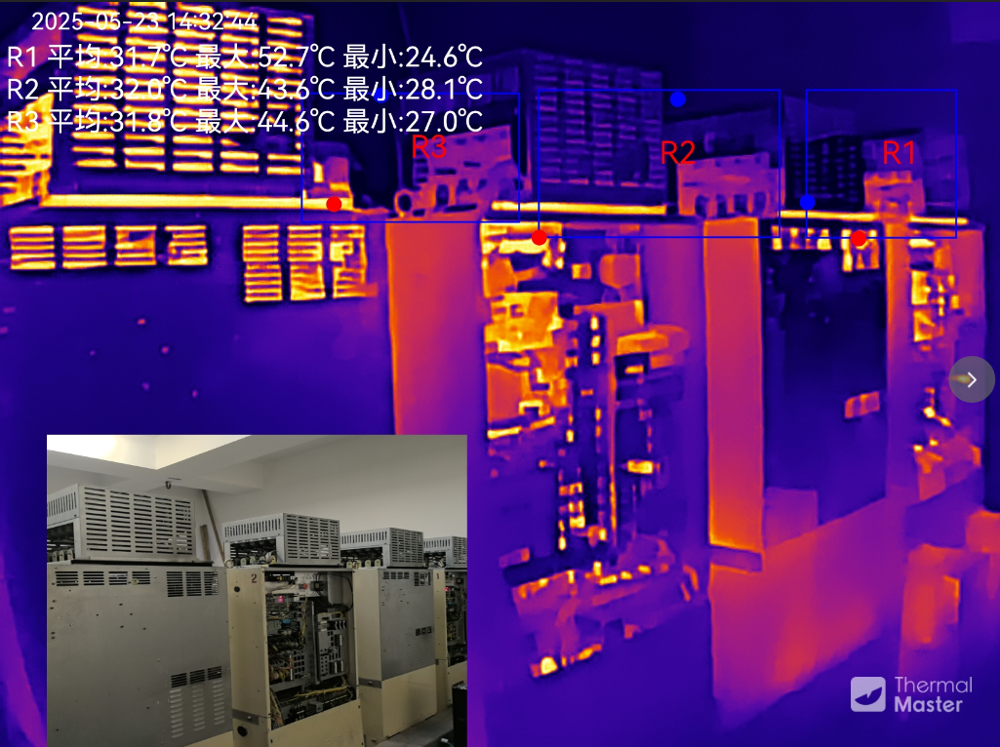 2025-05-23 14:32:44
R1 平均:31.7℃ 最大:52.7℃ 最小:24.6℃
R2 平均:32.0℃ 最大:43.6℃ 最小:28.1℃
R3 平均:31.8℃ 最大:44.6℃ 最小:27.0℃
R3
R2
R1
2
Thermal
Master